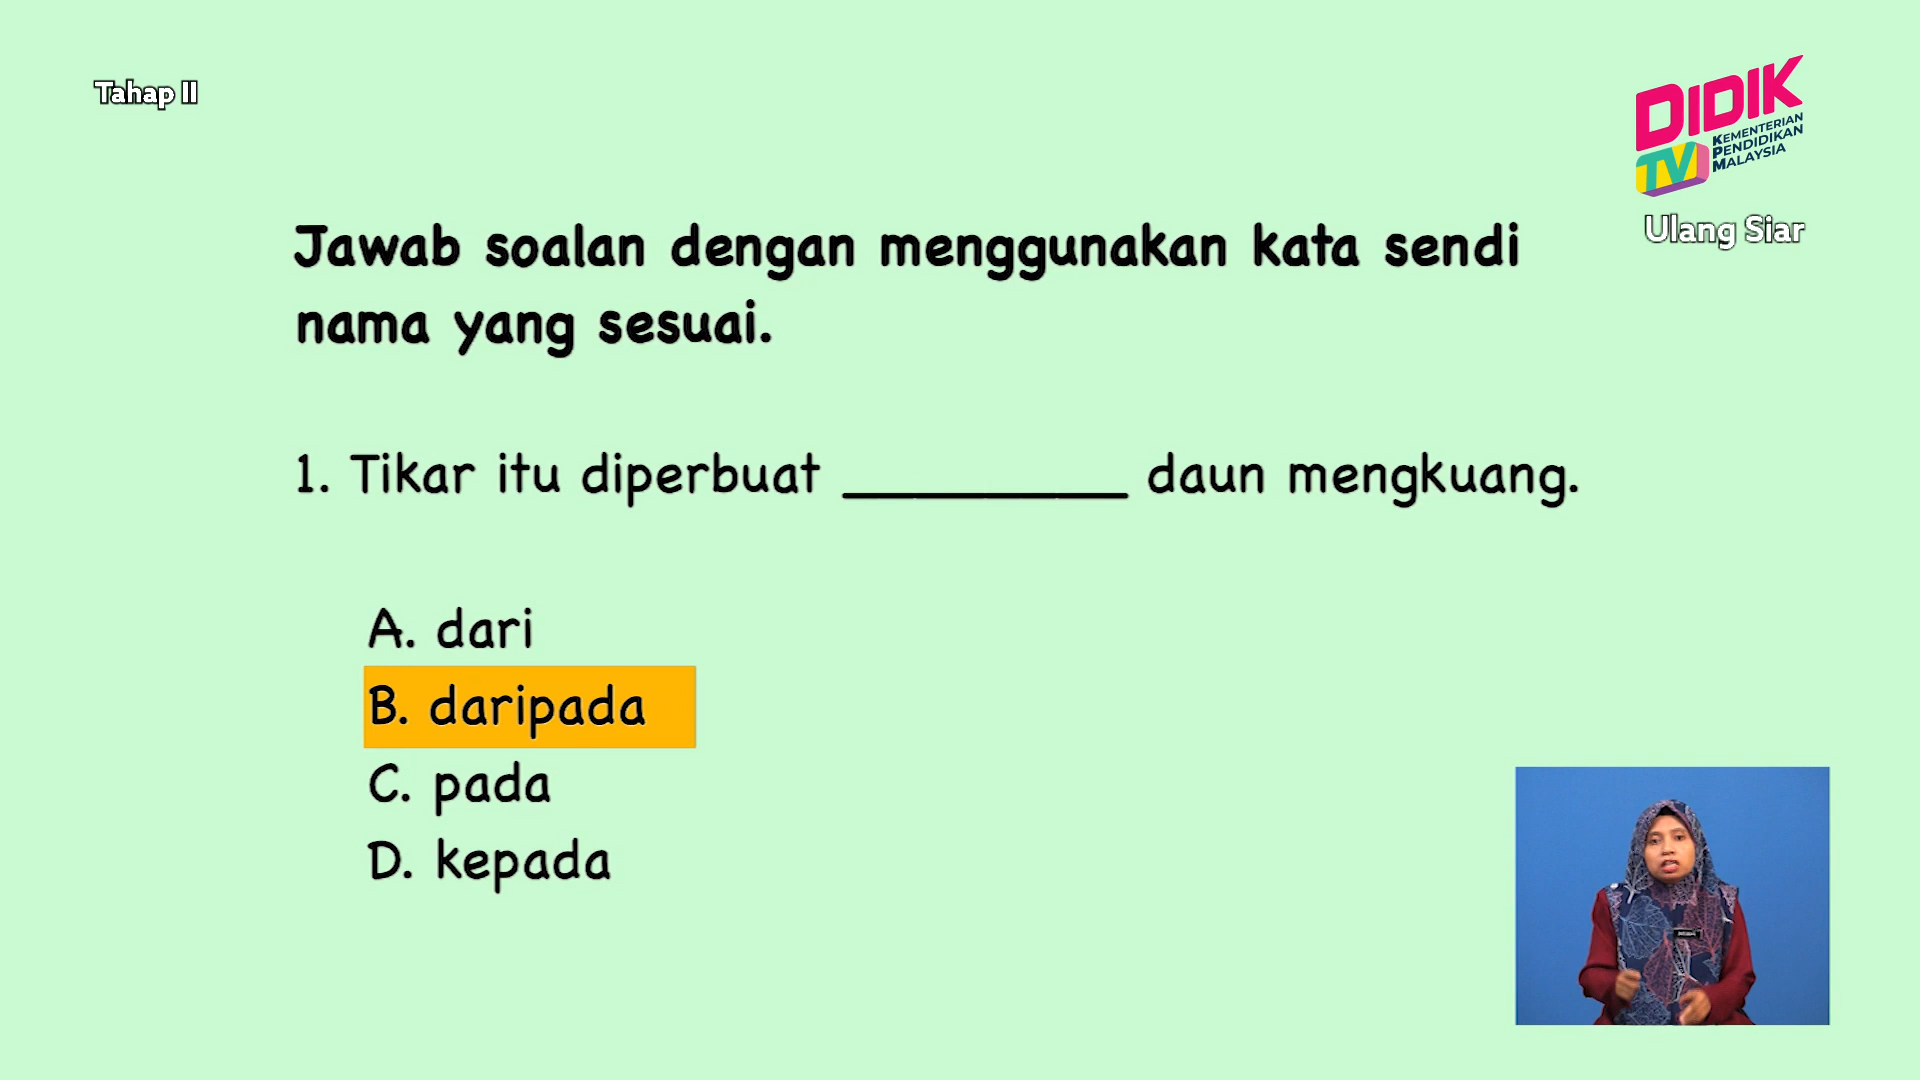 Tahap II
DIDIK
TV
KEMENTERIAN
PENDIDIKAN
MALAYSIA
Ulang Siar
Jawab soalan dengan menggunakan kata sendi
nama yang sesuai.
1. Tikar itu diperbuat ________ daun mengkuang.
A. dari
B. daripada
C. pada
D. kepada